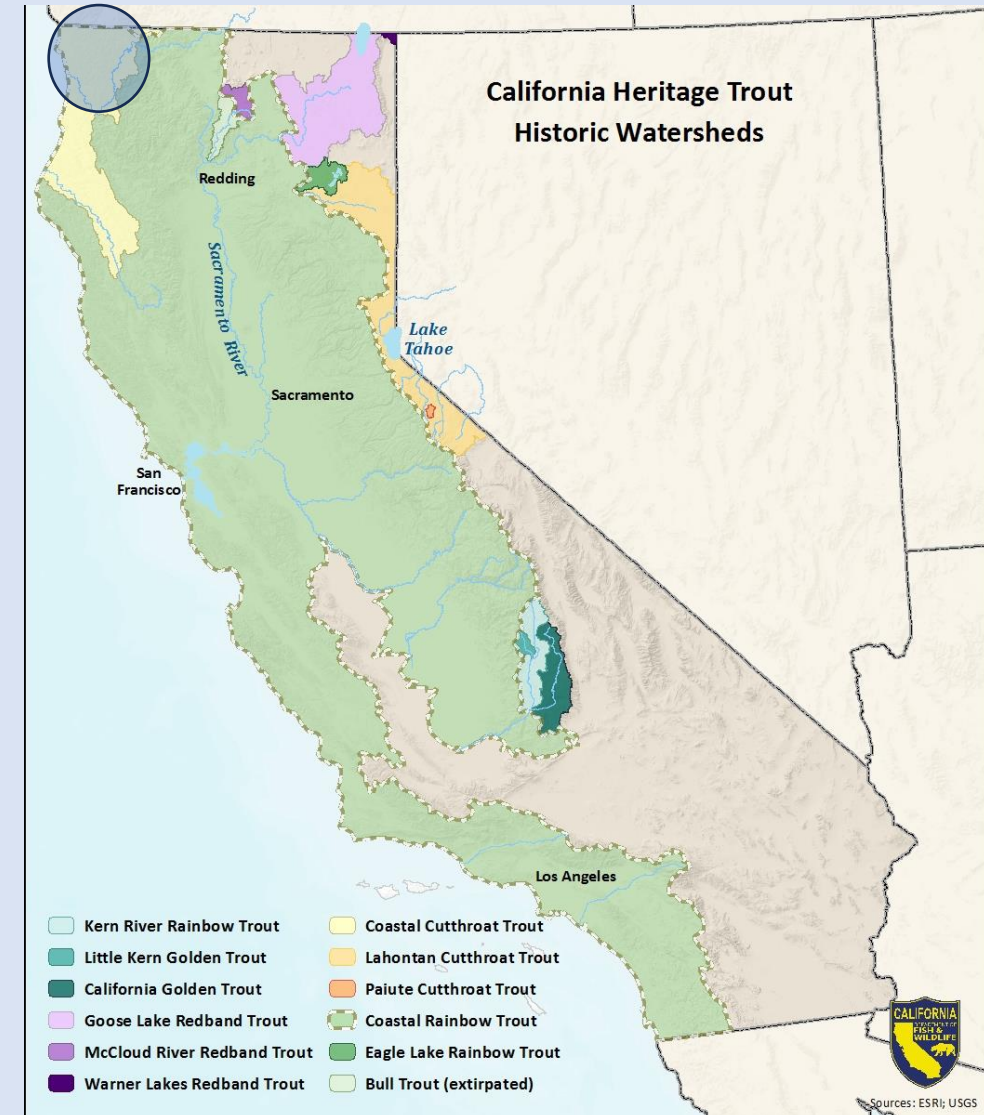 California Heritage Trout
Historic Watersheds
Redding
Sacramento River
Lake
Tahoe
Sacramento
San
Francisco
Los Angeles
Kern River Rainbow Trout
Little Kern Golden Trout
California Golden Trout
Goose Lake Redband Trout
McCloud River Redband Trout
Warner Lakes Redband Trout
Coastal Cutthroat Trout
Lahontan Cutthroat Trout
Paiute Cutthroat Trout
Coastal Rainbow Trout
Eagle Lake Rainbow Trout
Bull Trout (extirpated)
CALIFORNIA
DEPARTMENT OF
FISH &
WILDLIFE
Sources: ESRI; USGS